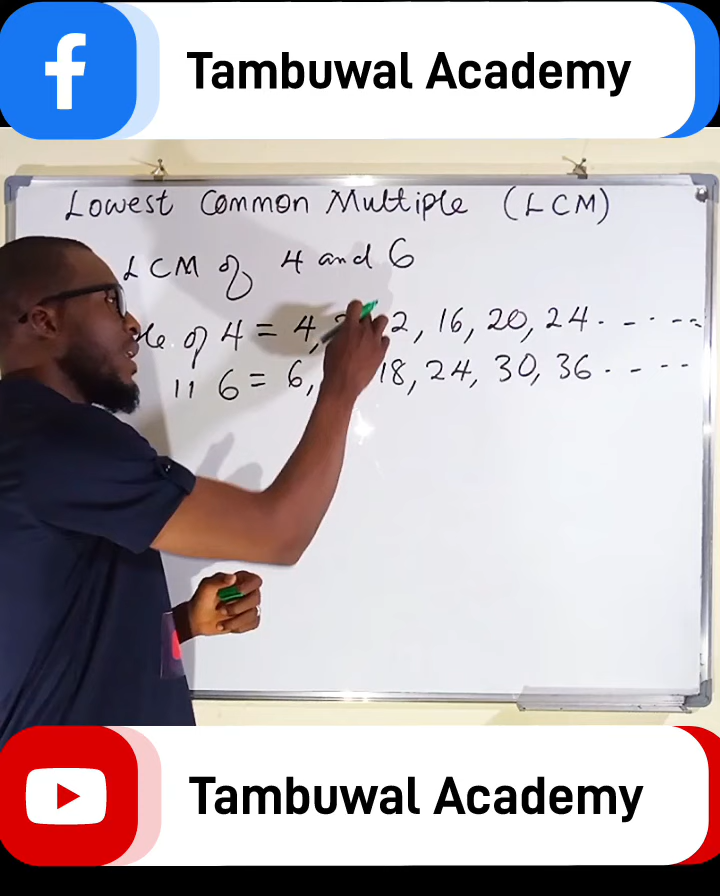 Tambuwal Academy
Lowest Common Multiple (LCM)
LCM of 4 and 6
of 4 = 4, 2, 16, 20, 24. - - - -
11 6 = 6, 18, 24, 30, 36. - - -
Tambuwal Academy